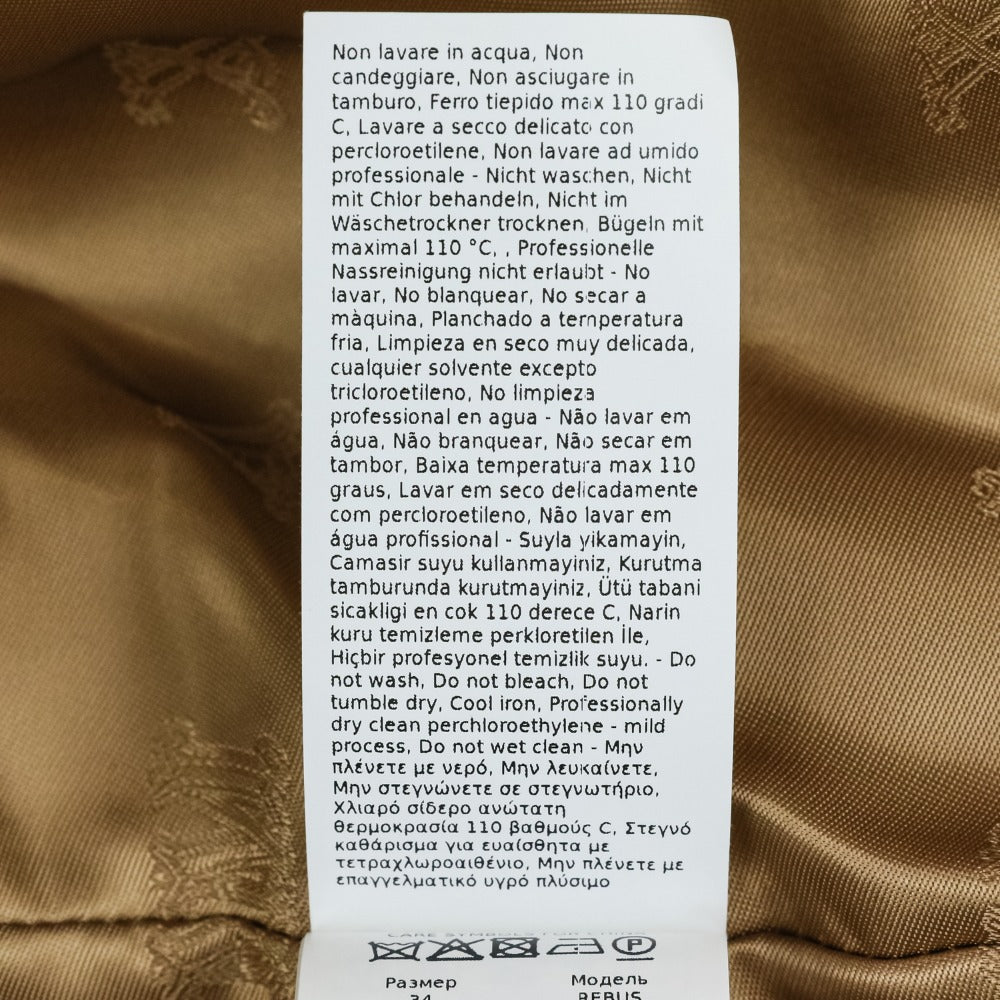 Non lavare in acqua, Non
candeggiare, Non asciugare in
tamburo, Ferro tiepido max 110 gradi
C, Lavare a secco delicato con
percloroetilene, Non lavare ad umido
professionale - Nicht waschen, Nicht
mit Chlor behandeln, Nicht im
Wäschetrockner trocknen, Bügeln mit
maximal 110 °C, , Professionelle
Nassreinigung nicht erlaubt - No
lavar, No blanquear, No secar a
màquina, Planchado a temperatura
fria, Limpieza en seco muy delicada,
cualquier solvente excepto
tricloroetileno, No limpieza
professional en agua - Não lavar em
água, Não branquear, Não secar em
tambor, Baixa temperatura max 110
graus, Lavar em seco delicadamente
com percloroetileno, Não lavar em
água profissional - Suyla yikamayin,
Camasir suyu kullanmayiniz, Kurutma
tamburunda kurutmayiniz, Ütü tabani
sicakligi en cok 110 derece C, Narin
kuru temizleme perkloretilen İle,
Hiçbir profesyonel temizlik suyu. - Do
not wash, Do not bleach, Do not
tumble dry, Cool iron, Professionally
dry clean perchloroethylene - mild
process, Do not wet clean - Μην
πλένετε με νερό, Μην λευκαίνετε,
Μην στεγνώνετε σε στεγνωτήριο,
Χλιαρό σίδερο ανώτατη
θερμοκρασία 110 βαθμούς C, Στεγνό
καθάρισμα για ευαίσθητα με
τετραχλωροαιθένιο, Μην πλένετε με
επαγγελματικό υγρό πλύσιμο
CARE SYMBOLS FOR CHINA
P
Размер Модель
34 REBUS